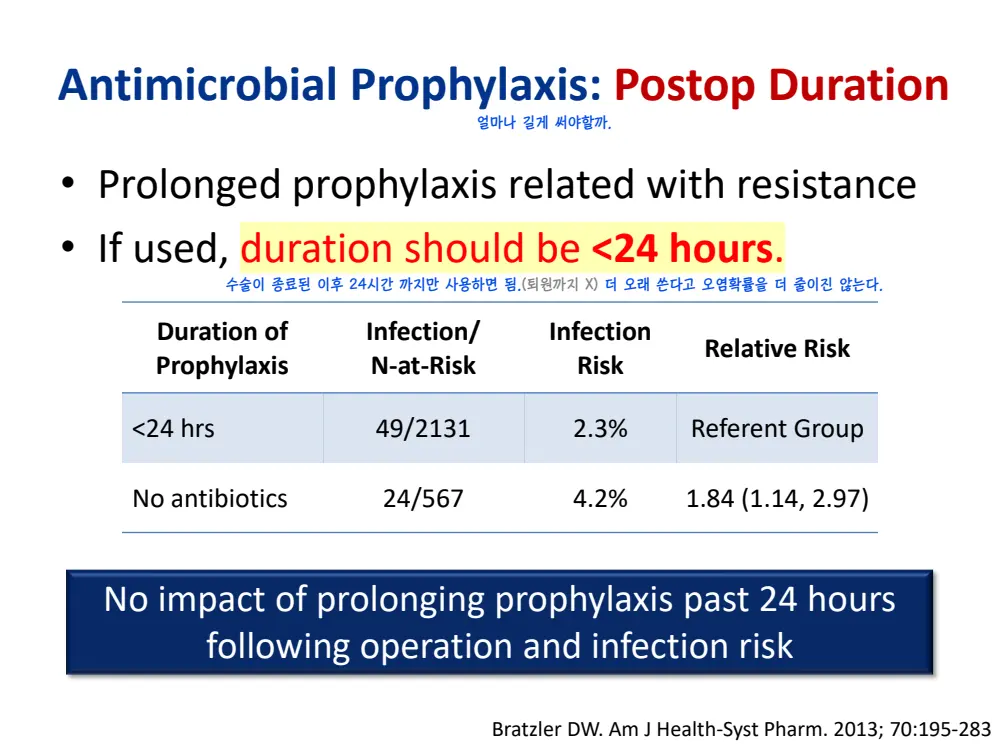 Antimicrobial Prophylaxis: Postop Duration
얼마나 길게 써야할까.
• Prolonged prophylaxis related with resistance
• If used, duration should be <24 hours.
수술이 종료된 이후 24시간 까지만 사용하면 됨.(퇴원까지 X) 더 오래 쓴다고 오염확률을 더 줄이진 않는다.
Duration of Prophylaxis Infection/ N-at-Risk Infection Risk Relative Risk
<24 hrs 49/2131 2.3% Referent Group
No antibiotics 24/567 4.2% 1.84 (1.14, 2.97)
No impact of prolonging prophylaxis past 24 hours
following operation and infection risk
Bratzler DW. Am J Health-Syst Pharm. 2013; 70:195-283